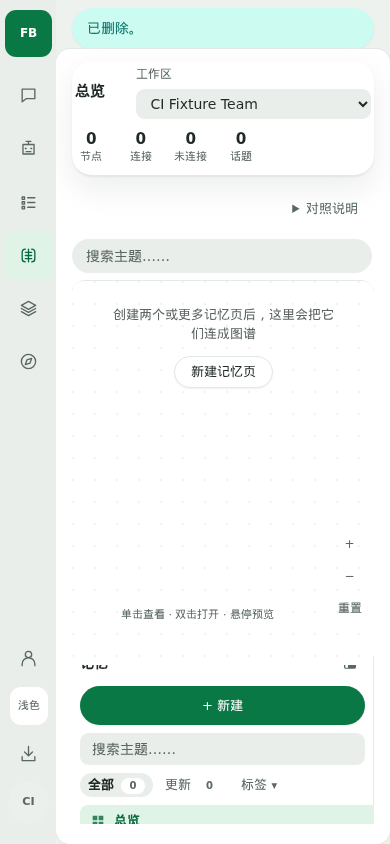 FB
已删除。
总览
工作区
CI Fixture Team
0 0 0 0
节点 连接 未连接 话题
▶ 对照说明
搜索主题……
创建两个或更多记忆页后，这里会把它
们连成图谱
新建记忆页
+
−
单击查看 · 双击打开 · 悬停预览
重置
记忆
+ 新建
搜索主题……
全部 0 更新 0 标签 ▾
总览
浅色
CI